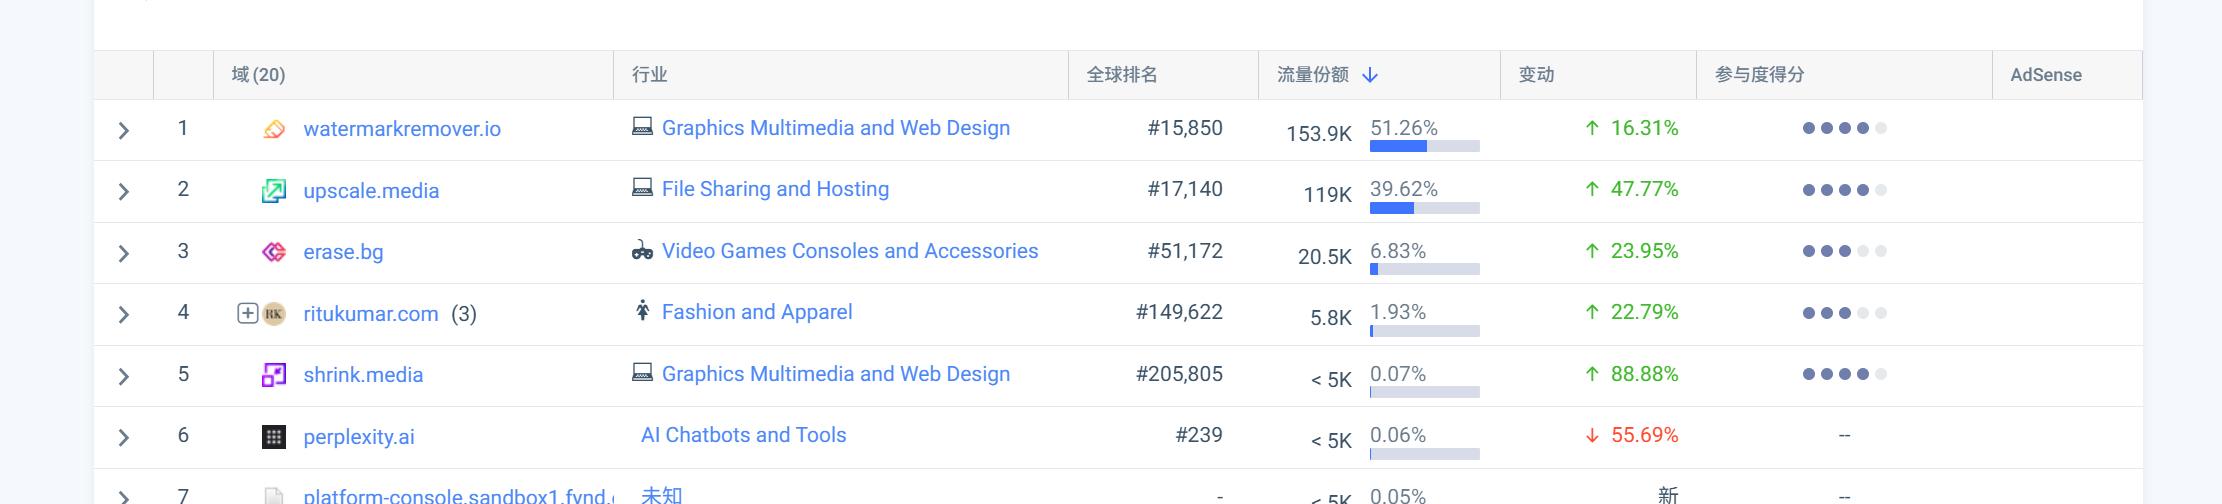 域 (20) 行业 全球排名 流量份额 变动 参与度得分 AdSense
1 watermarkremover.io Graphics Multimedia and Web Design #15,850 153.9K 51.26% 16.31%
2 upscale.media File Sharing and Hosting #17,140 119K 39.62% 47.77%
3 erase.bg Video Games Consoles and Accessories #51,172 20.5K 6.83% 23.95%
4 RK ritukumar.com (3) Fashion and Apparel #149,622 5.8K 1.93% 22.79%
5 shrink.media Graphics Multimedia and Web Design #205,805 < 5K 0.07% 88.88%
6 perplexity.ai AI Chatbots and Tools #239 < 5K 0.06% 55.69% --
7 platform-console.sandbox1.fynd. 未知 - < 5K 0.05% 新 --